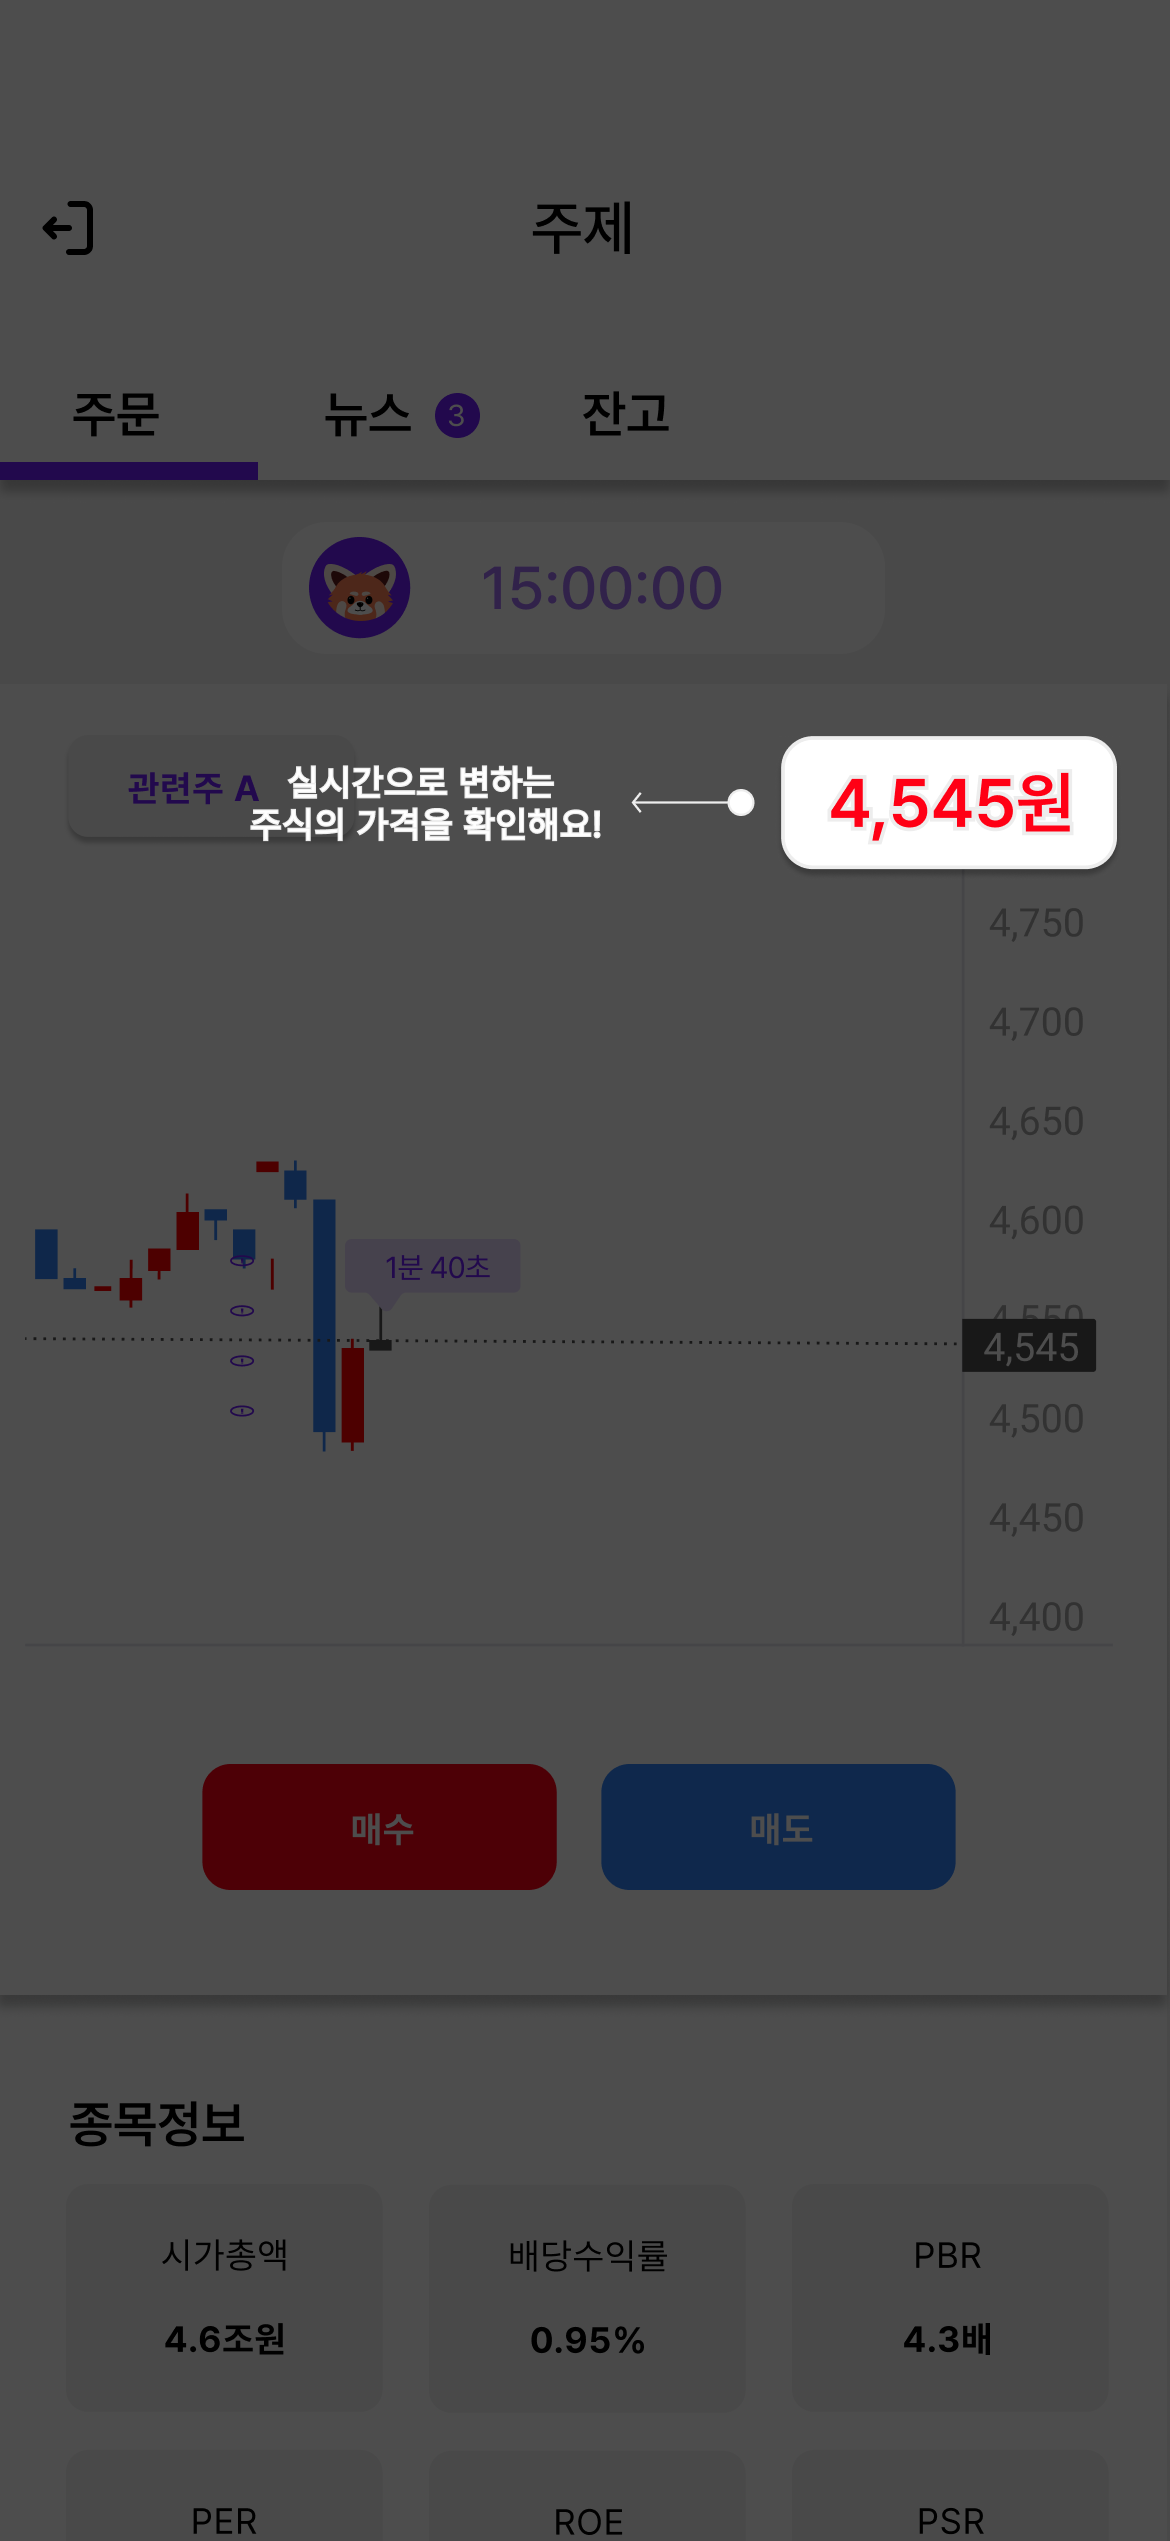 주제
주문 뉴스 3 잔고
15:00:00
관련주 A
실시간으로 변하는
주식의 가격을 확인해요!
4,545원
4,750
4,700
4,650
4,600
1분 40초
4,550
4,545
4,500
4,450
4,400
매수 매도
종목정보
시가총액 배당수익률 PBR
4.6조원 0.95% 4.3배
PER ROE PSR